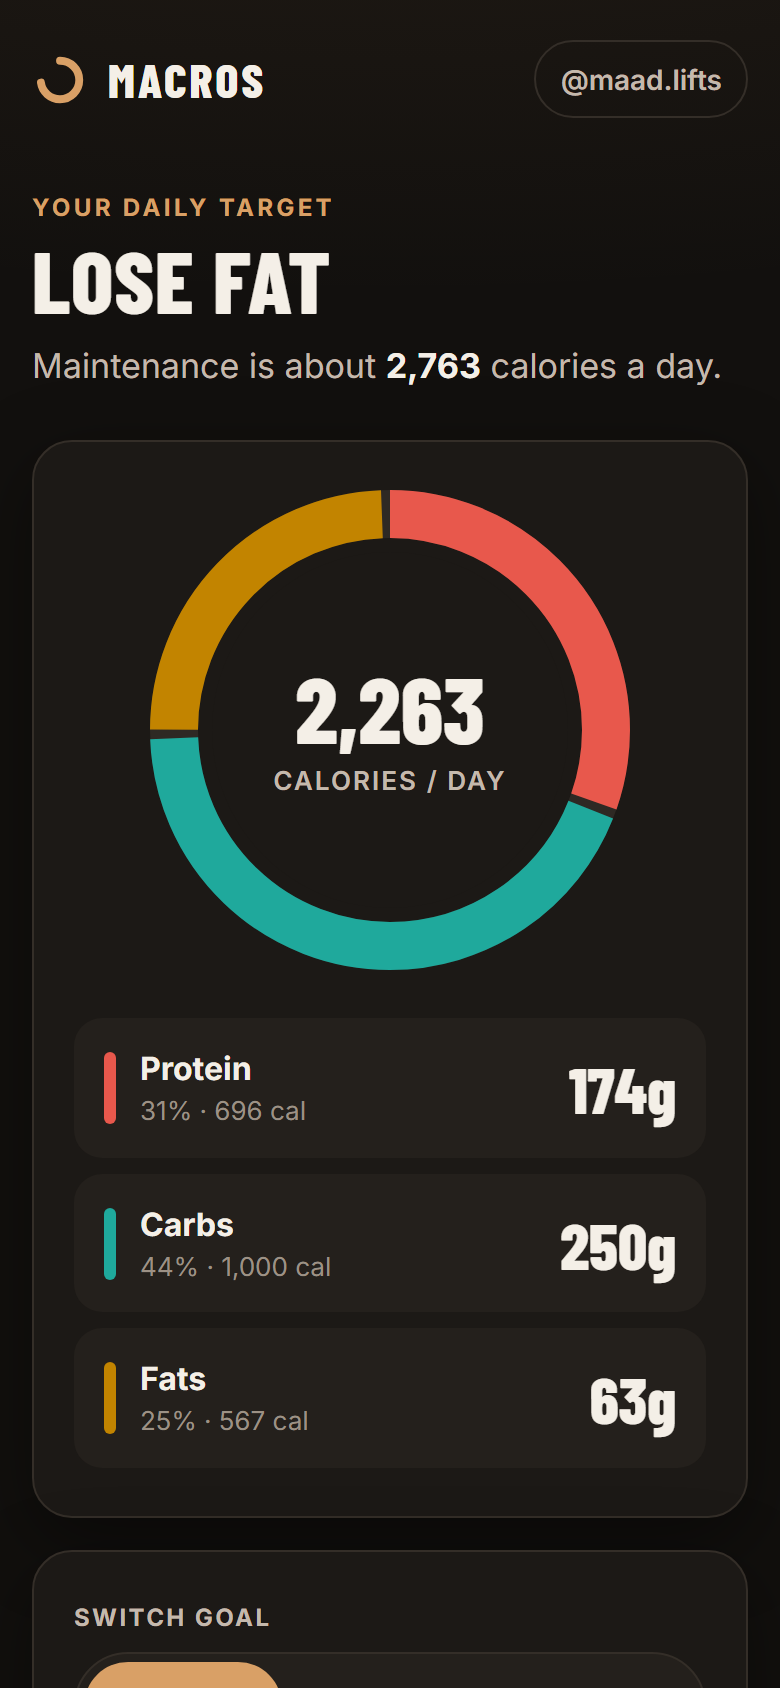 MACROS
@maad.lifts
YOUR DAILY TARGET
LOSE FAT
Maintenance is about 2,763 calories a day.
2,263
CALORIES / DAY
Protein
31% · 696 cal
174g
Carbs
44% · 1,000 cal
250g
Fats
25% · 567 cal
63g
SWITCH GOAL